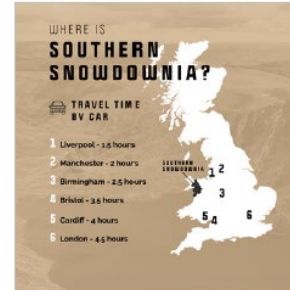 WHERE IS
SOUTHERN
SNOWDOWNIA?
TRAVEL TIME
BY CAR
1 Liverpool - 1.5 hours
2 Manchester - 2 hours
3 Birmingham - 2.5 hours
4 Bristol - 3.5 hours
5 Cardiff - 4 hours
6 London - 4.5 hours
SOUTHERN
SNOWDOWNIA
1 2
3
5 4 6